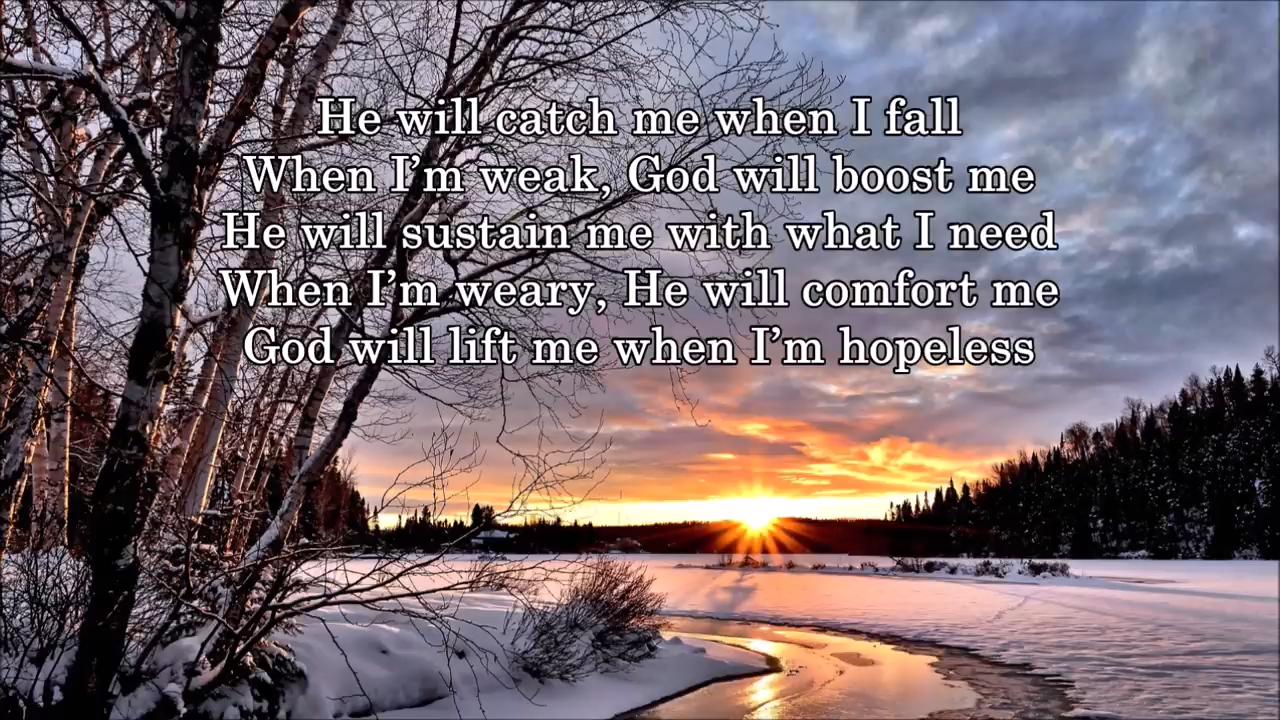 He will catch me when I fall
When I’m weak, God will boost me
He will sustain me with what I need
When I’m weary, He will comfort me
God will lift me when I’m hopeless